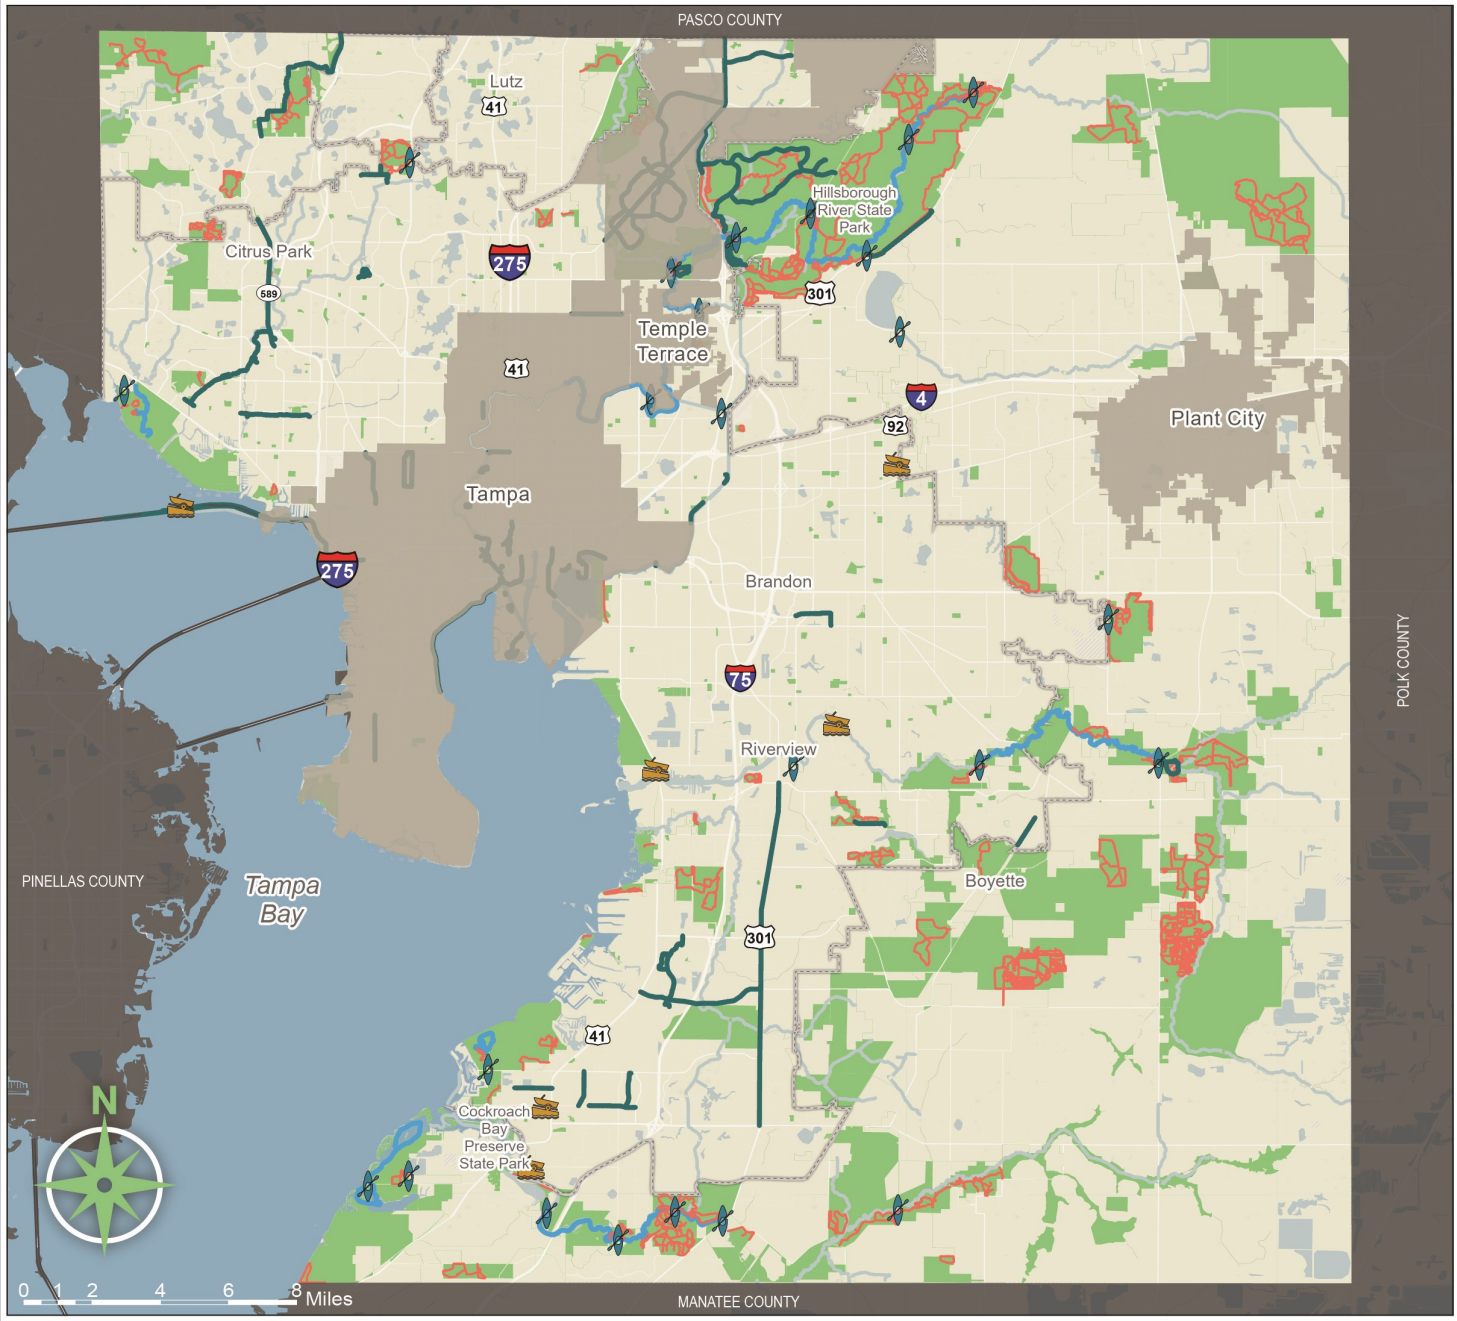 PASCO COUNTY
Lutz
41
Hillsborough
River State
Park
Citrus Park
275
589
301
Temple
Terrace
41
4
92
Plant City
Tampa
275
Brandon
POLK COUNTY
75
Riverview
PINELLAS COUNTY
Tampa
Bay
Boyette
301
41
N
Cockroach
Bay
Preserve
State Park
0 1 2 4 6 8 Miles
MANATEE COUNTY